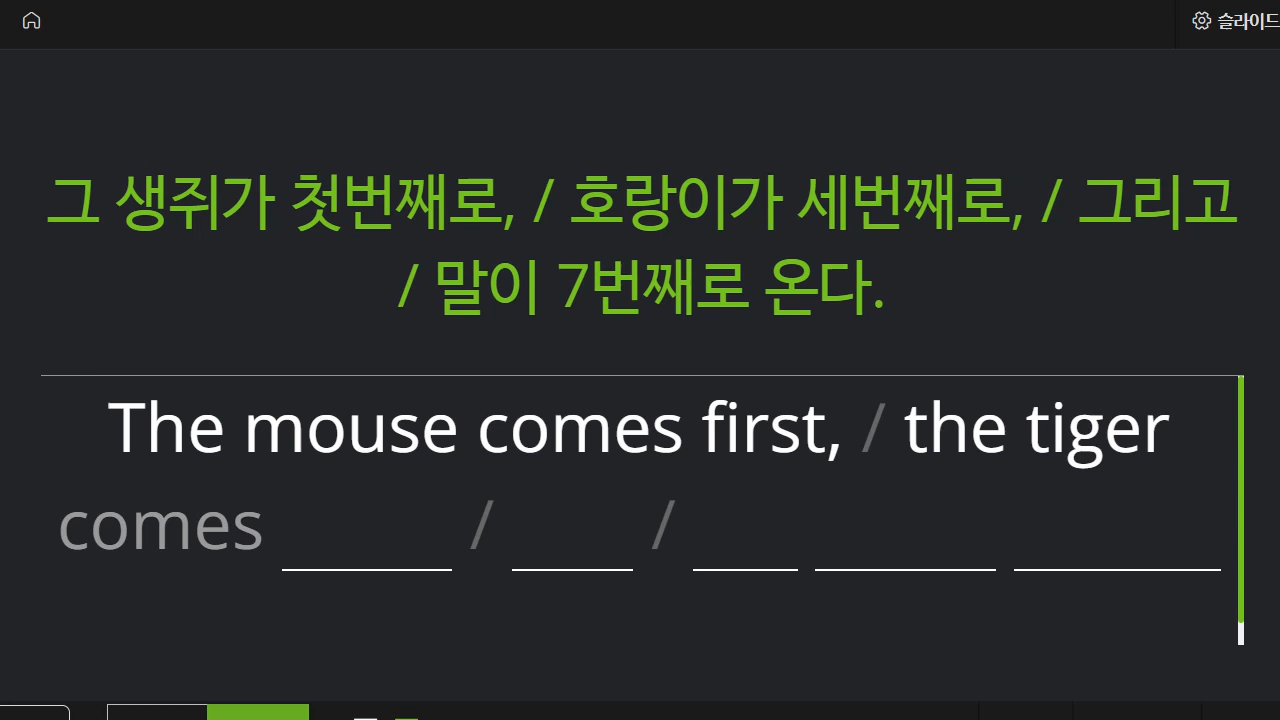 슬라이드
그 생쥐가 첫번째로, / 호랑이가 세번째로, / 그리고
/ 말이 7번째로 온다.
The mouse comes first, / the tiger
comes / /